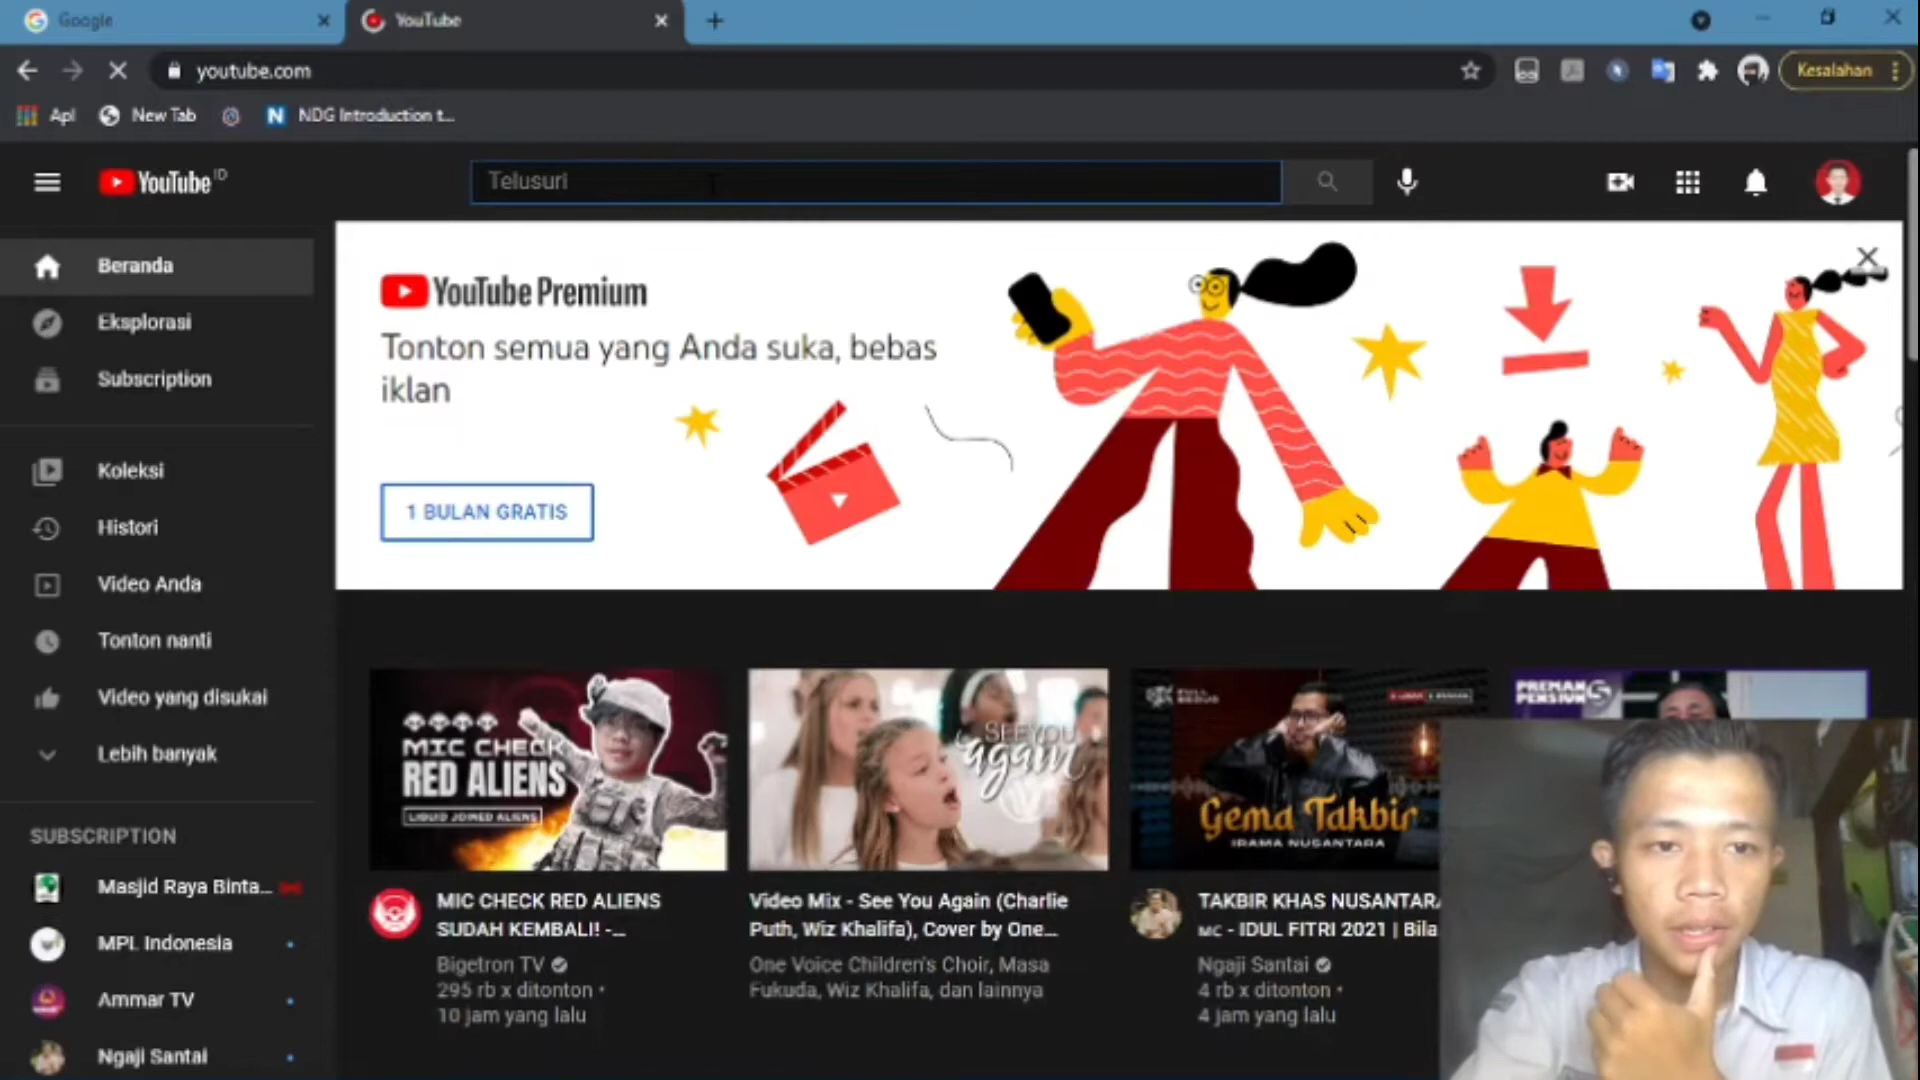 Google
YouTube
youtube.com
Kesalahan
Apl
New Tab
NDG Introduction t...
YouTube ID
Telusuri
Beranda
Eksplorasi
Subscription
Koleksi
Histori
Video Anda
Tonton nanti
Video yang disukai
Lebih banyak
SUBSCRIPTION
Masjid Raya Binta...
MPL Indonesia
Ammar TV
Ngaji Santai
YouTube Premium
Tonton semua yang Anda suka, bebas
iklan
1 BULAN GRATIS
MIC CHECK
RED ALIENS
LIQUID JOINED ALIENS
MIC CHECK RED ALIENS
SUDAH KEMBALI! -...
Bigetron TV
295 rb x ditonton •
10 jam yang lalu
SEE YOU
again
Video Mix - See You Again (Charlie
Puth, Wiz Khalifa), Cover by One...
One Voice Children's Choir, Masa
Fukuda, Wiz Khalifa, dan lainnya
Gema Takbir
IRAMA NUSANTARA
TAKBIR KHAS NUSANTARA
MC - IDUL FITRI 2021 | Bila
Ngaji Santai
4 rb x ditonton •
4 jam yang lalu
PREMAN
PENSIUN 5